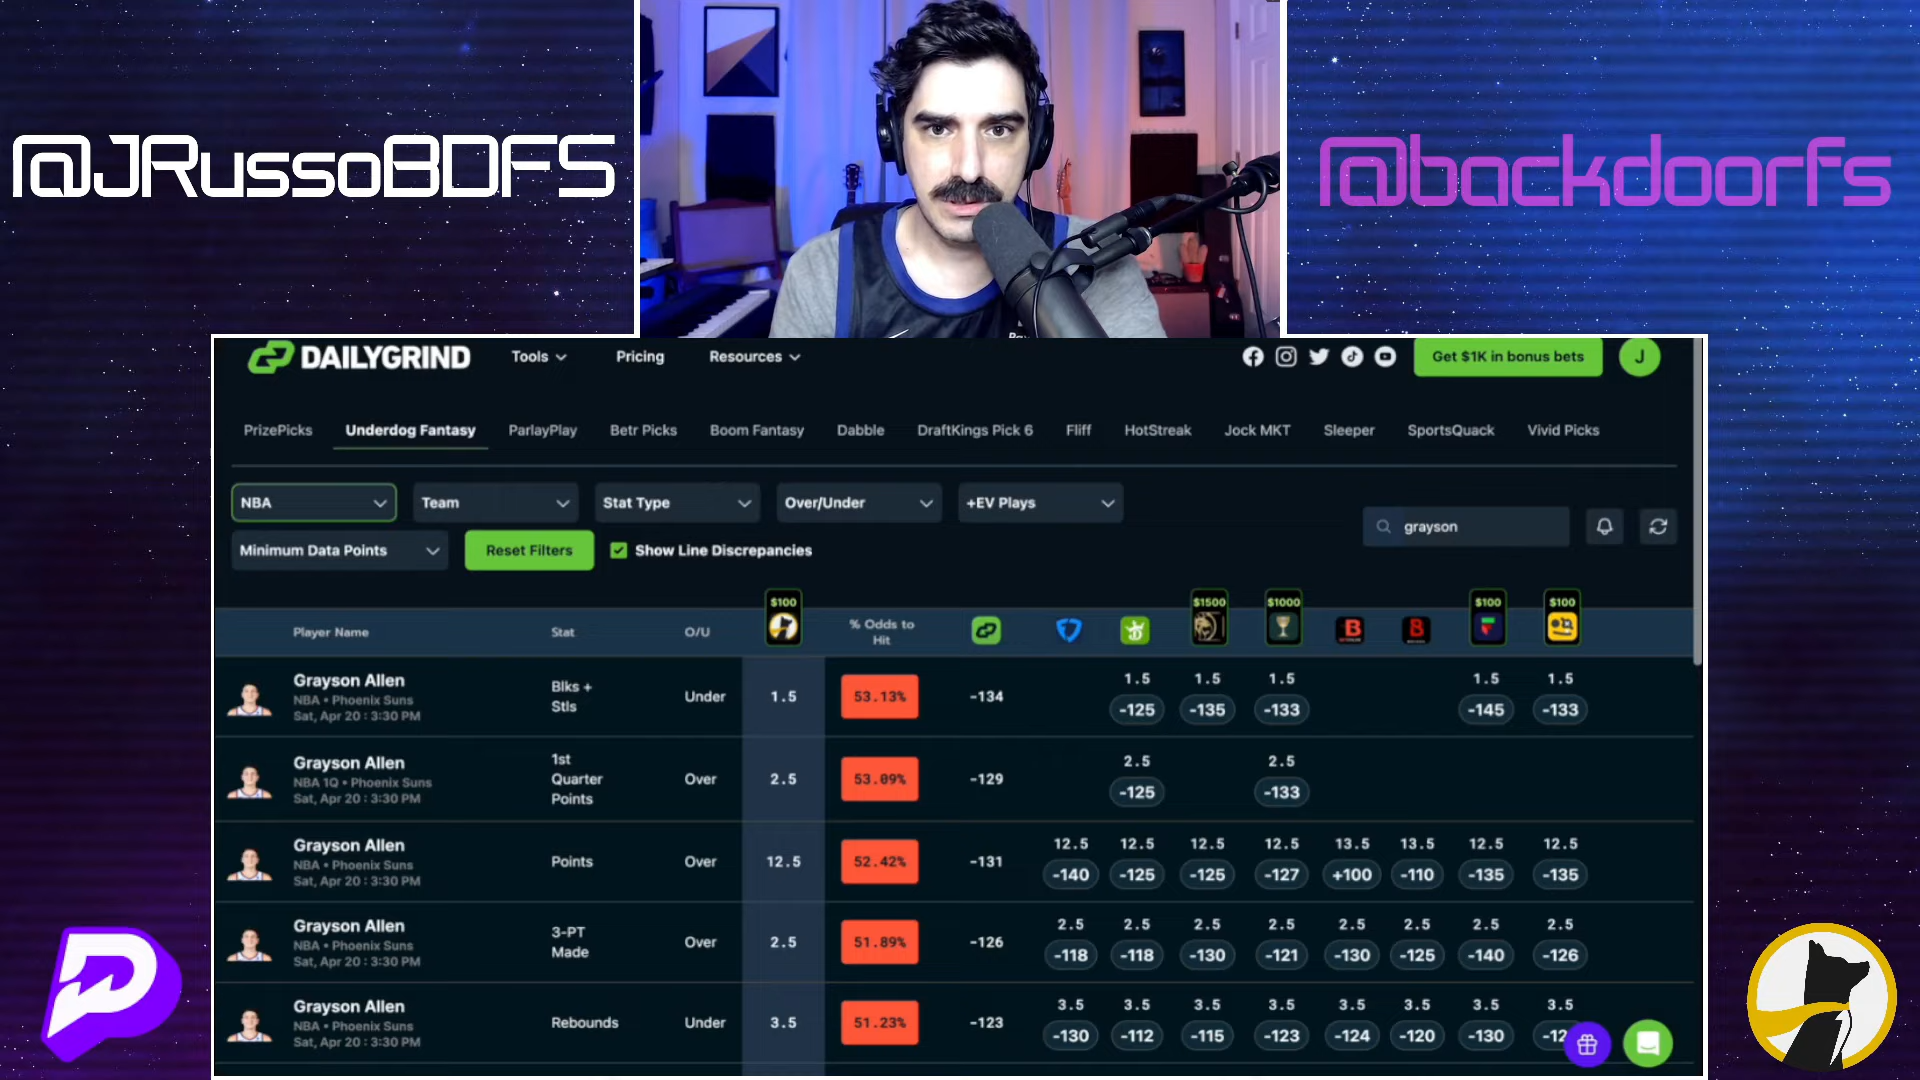 @JRussoBDFS
@backdoorfs
DAILYGRIND Tools Pricing Resources Get $1K in bonus bets J
PrizePicks Underdog Fantasy ParlayPlay Betr Picks Boom Fantasy Dabble DraftKings Pick 6 Fliff HotStreak Jock MKT Sleeper SportsQuack Vivid Picks
NBA Team Stat Type Over/Under +EV Plays
grayson
Minimum Data Points Reset Filters Show Line Discrepancies
$100 $1500 $1000 $100 $100
Player Name Stat O/U % Odds to Hit
Grayson Allen
NBA • Phoenix Suns
Sat, Apr 20 : 3:30 PM
Blks +
Stls
Under 1.5 53.13% -134
1.5 1.5 1.5 1.5 1.5
-125 -135 -133 -145 -133
Grayson Allen
NBA 1Q • Phoenix Suns
Sat, Apr 20 : 3:30 PM
1st
Quarter
Points
Over 2.5 53.09% -129
2.5 2.5
-125 -133
Grayson Allen
NBA • Phoenix Suns
Sat, Apr 20 : 3:30 PM
Points Over 12.5 52.42% -131
12.5 12.5 12.5 12.5 13.5 13.5 12.5 12.5
-140 -125 -125 -127 +100 -110 -135 -135
Grayson Allen
NBA • Phoenix Suns
Sat, Apr 20 : 3:30 PM
3-PT
Made
Over 2.5 51.89% -126
2.5 2.5 2.5 2.5 2.5 2.5 2.5 2.5
-118 -118 -130 -121 -130 -125 -140 -126
Grayson Allen
NBA • Phoenix Suns
Sat, Apr 20 : 3:30 PM
Rebounds Under 3.5 51.23% -123
3.5 3.5 3.5 3.5 3.5 3.5 3.5 3.5
-130 -112 -115 -123 -124 -120 -130